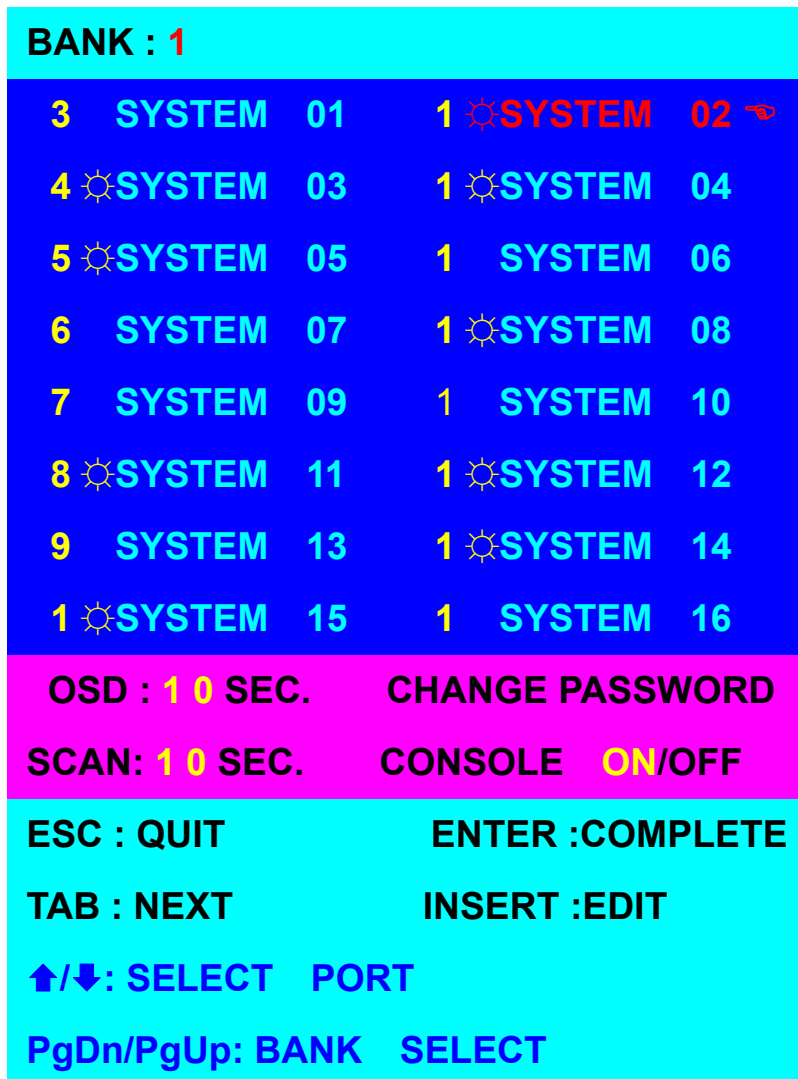 BANK : 1
3 SYSTEM 01 1 ☼SYSTEM 02 ☜
4 ☼SYSTEM 03 1 ☼SYSTEM 04
5 ☼SYSTEM 05 1 SYSTEM 06
6 SYSTEM 07 1 ☼SYSTEM 08
7 SYSTEM 09 1 SYSTEM 10
8 ☼SYSTEM 11 1 ☼SYSTEM 12
9 SYSTEM 13 1 ☼SYSTEM 14
1 ☼SYSTEM 15 1 SYSTEM 16
OSD : 1 0 SEC. CHANGE PASSWORD
SCAN: 1 0 SEC. CONSOLE ON/OFF
ESC : QUIT ENTER :COMPLETE
TAB : NEXT INSERT :EDIT
⬆/⬇: SELECT PORT
PgDn/PgUp: BANK SELECT